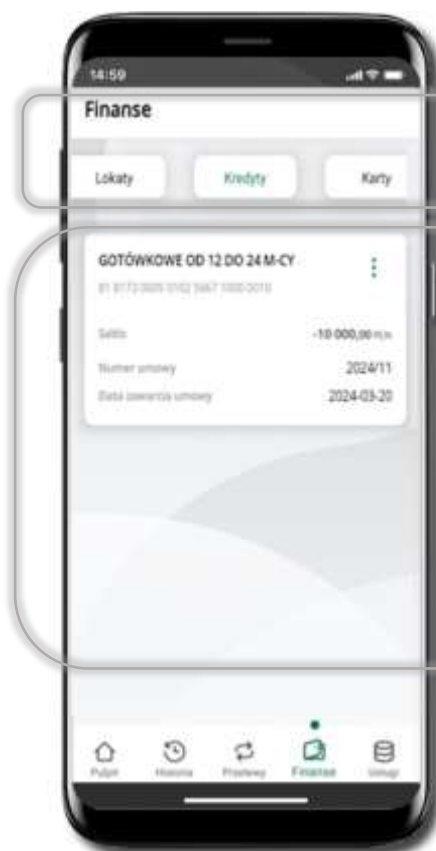 14:59
Finanse
Lokaty Kredyty Karty
GOTÓWKOWE OD 12 DO 24 M-CY
Saldo -10 000,00 PLN
Numer umowy 2024/11
Data zawarcia umowy 2024-03-20
Pulpit Historia Przelewy Finanse Usługi